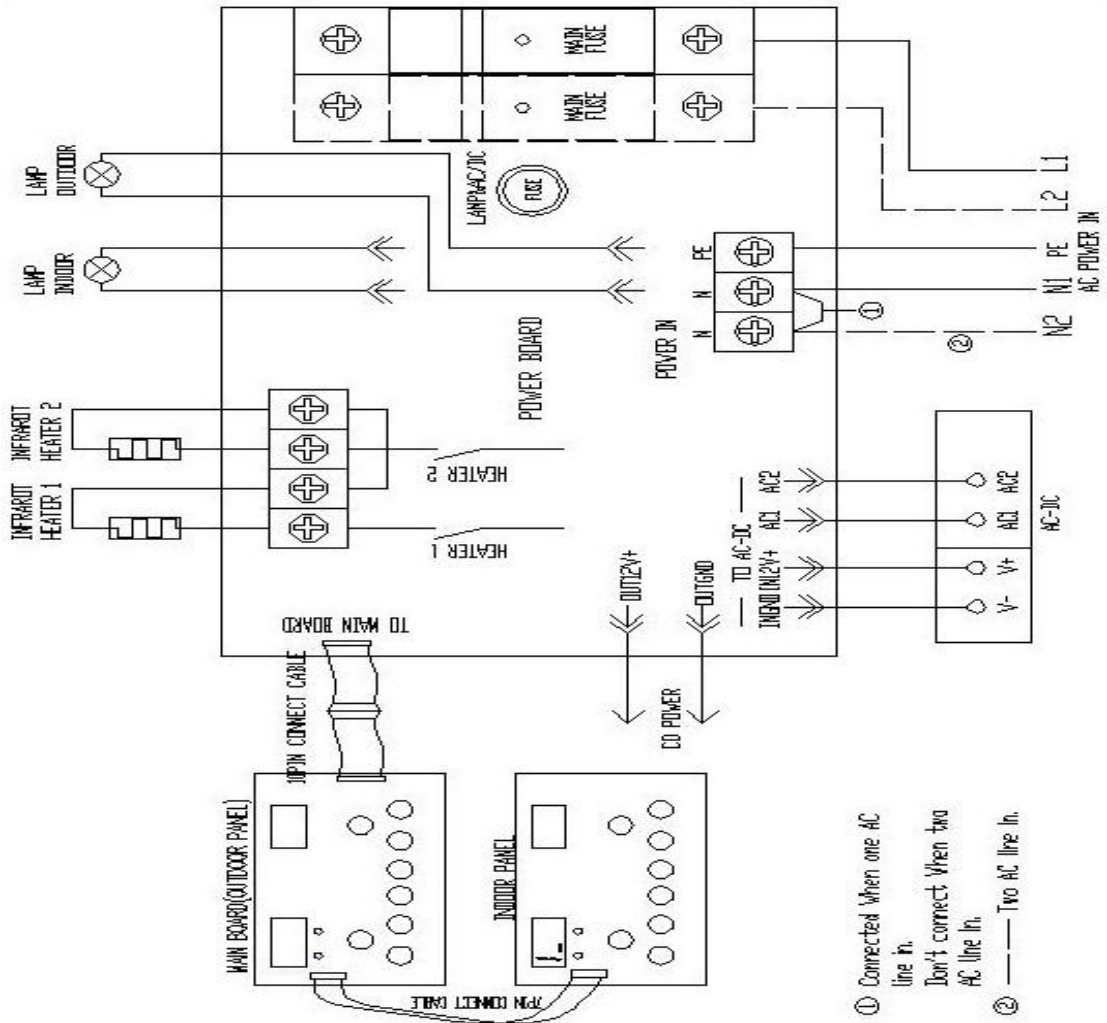 LAMP
OUTDOOR
LAMP
INDOOR
INFRAROT
HEATER 2
INFRAROT
HEATER 1
MAIN
FUSE
MAIN
FUSE
LANP&AC/DC
FUSE
POWER BOARD
HEATER 2
HEATER 1
PE
N
N
POWER IN
L1
L2
PE
N1
N2
AC POWER IN
①
②
TO MAIN BOARD
10PIN CONNECT CABLE
OUT12V+
OUTGND
CD POWER
TO AC-DC
AC2
AC1
IN12V+
INGND
AC2
AC1
V+
V-
AC-DC
MAIN BOARD(OUTDOOR PANEL)
INDOOR PANEL
7PIN CONNECT CABLE
① Connected When one AC
line in.
Don't connect When two
AC line In.
② Two AC line In.